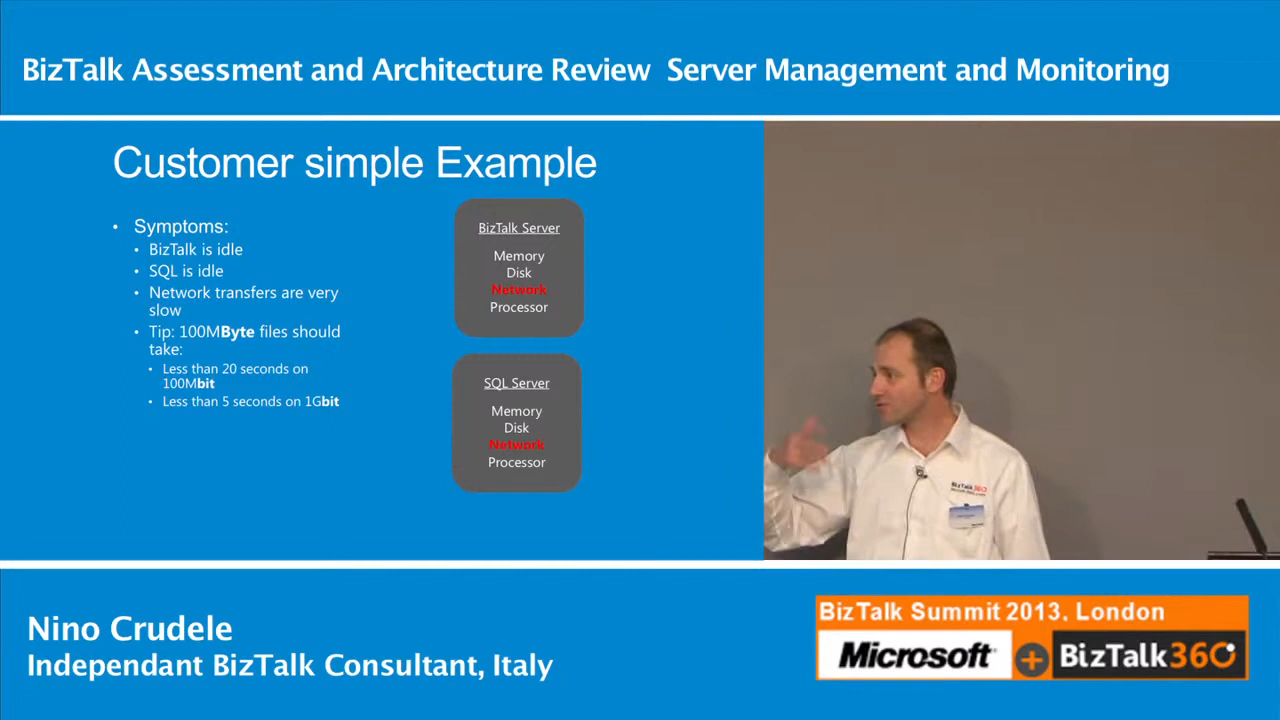 BizTalk Assessment and Architecture Review  Server Management and Monitoring
Customer simple Example
• Symptoms:
• BizTalk is idle
• SQL is idle
• Network transfers are very
slow
• Tip: 100MByte files should
take:
• Less than 20 seconds on
100Mbit
• Less than 5 seconds on 1Gbit
BizTalk Server
Memory
Disk
Network
Processor
SQL Server
Memory
Disk
Network
Processor
BizTalk360
Nino Crudele
Independant BizTalk Consultant, Italy
BizTalk Summit 2013, London
Microsoft + BizTalk360